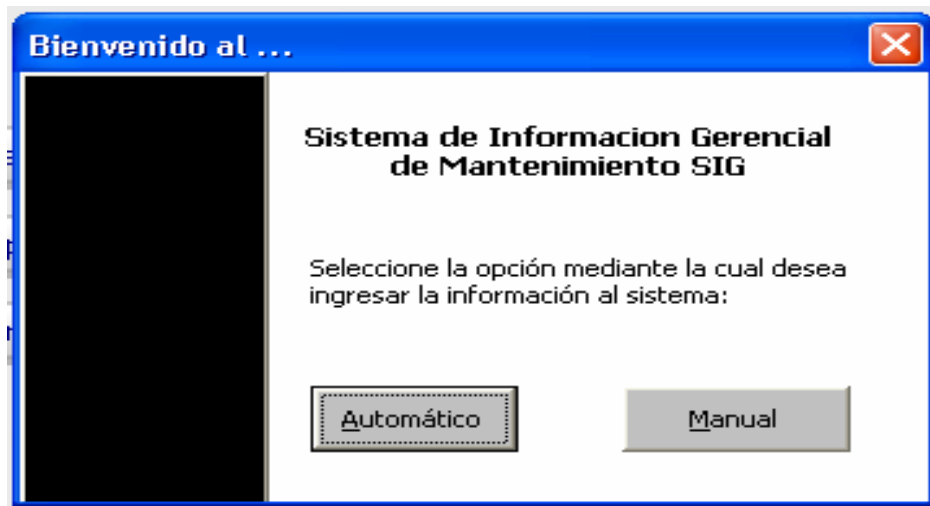 Bienvenido al ...
Sistema de Informacion Gerencial
de Mantenimiento SIG
Seleccione la opción mediante la cual desea
ingresar la información al sistema:
Automático
Manual